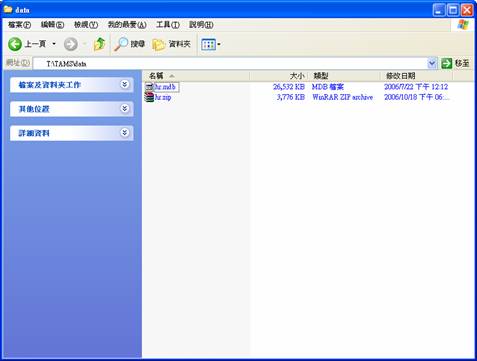 data
檔案(F) 編輯(E) 檢視(V) 我的最愛(A) 工具(T) 說明(H)
上一頁 搜尋 資料夾
網址(D) T:\TAMS\data 移至
名稱 大小 類型 修改日期
檔案及資料夾工作
其他位置
詳細資料
hr.mdb 26,532 KB MDB 檔案 2006/7/22 下午 12:12
hr.zip 3,776 KB WinRAR ZIP archive 2006/10/18 下午 06:...